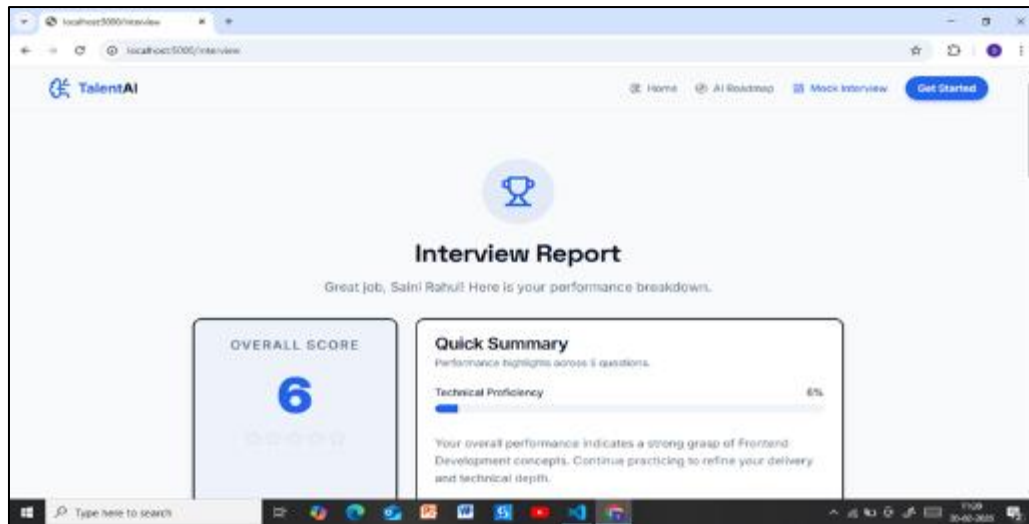 localhost:5000/interview
localhost:5000/interview
TalentAI
Home
AI Roadmap
Mock Interview
Get Started
Interview Report
Great job, Saini Rahul! Here is your performance breakdown.
OVERALL SCORE
6
Quick Summary
Performance highlights across 5 questions.
Technical Proficiency
6%
Your overall performance indicates a strong grasp of Frontend
Development concepts. Continue practicing to refine your delivery
and technical depth.
Type here to search